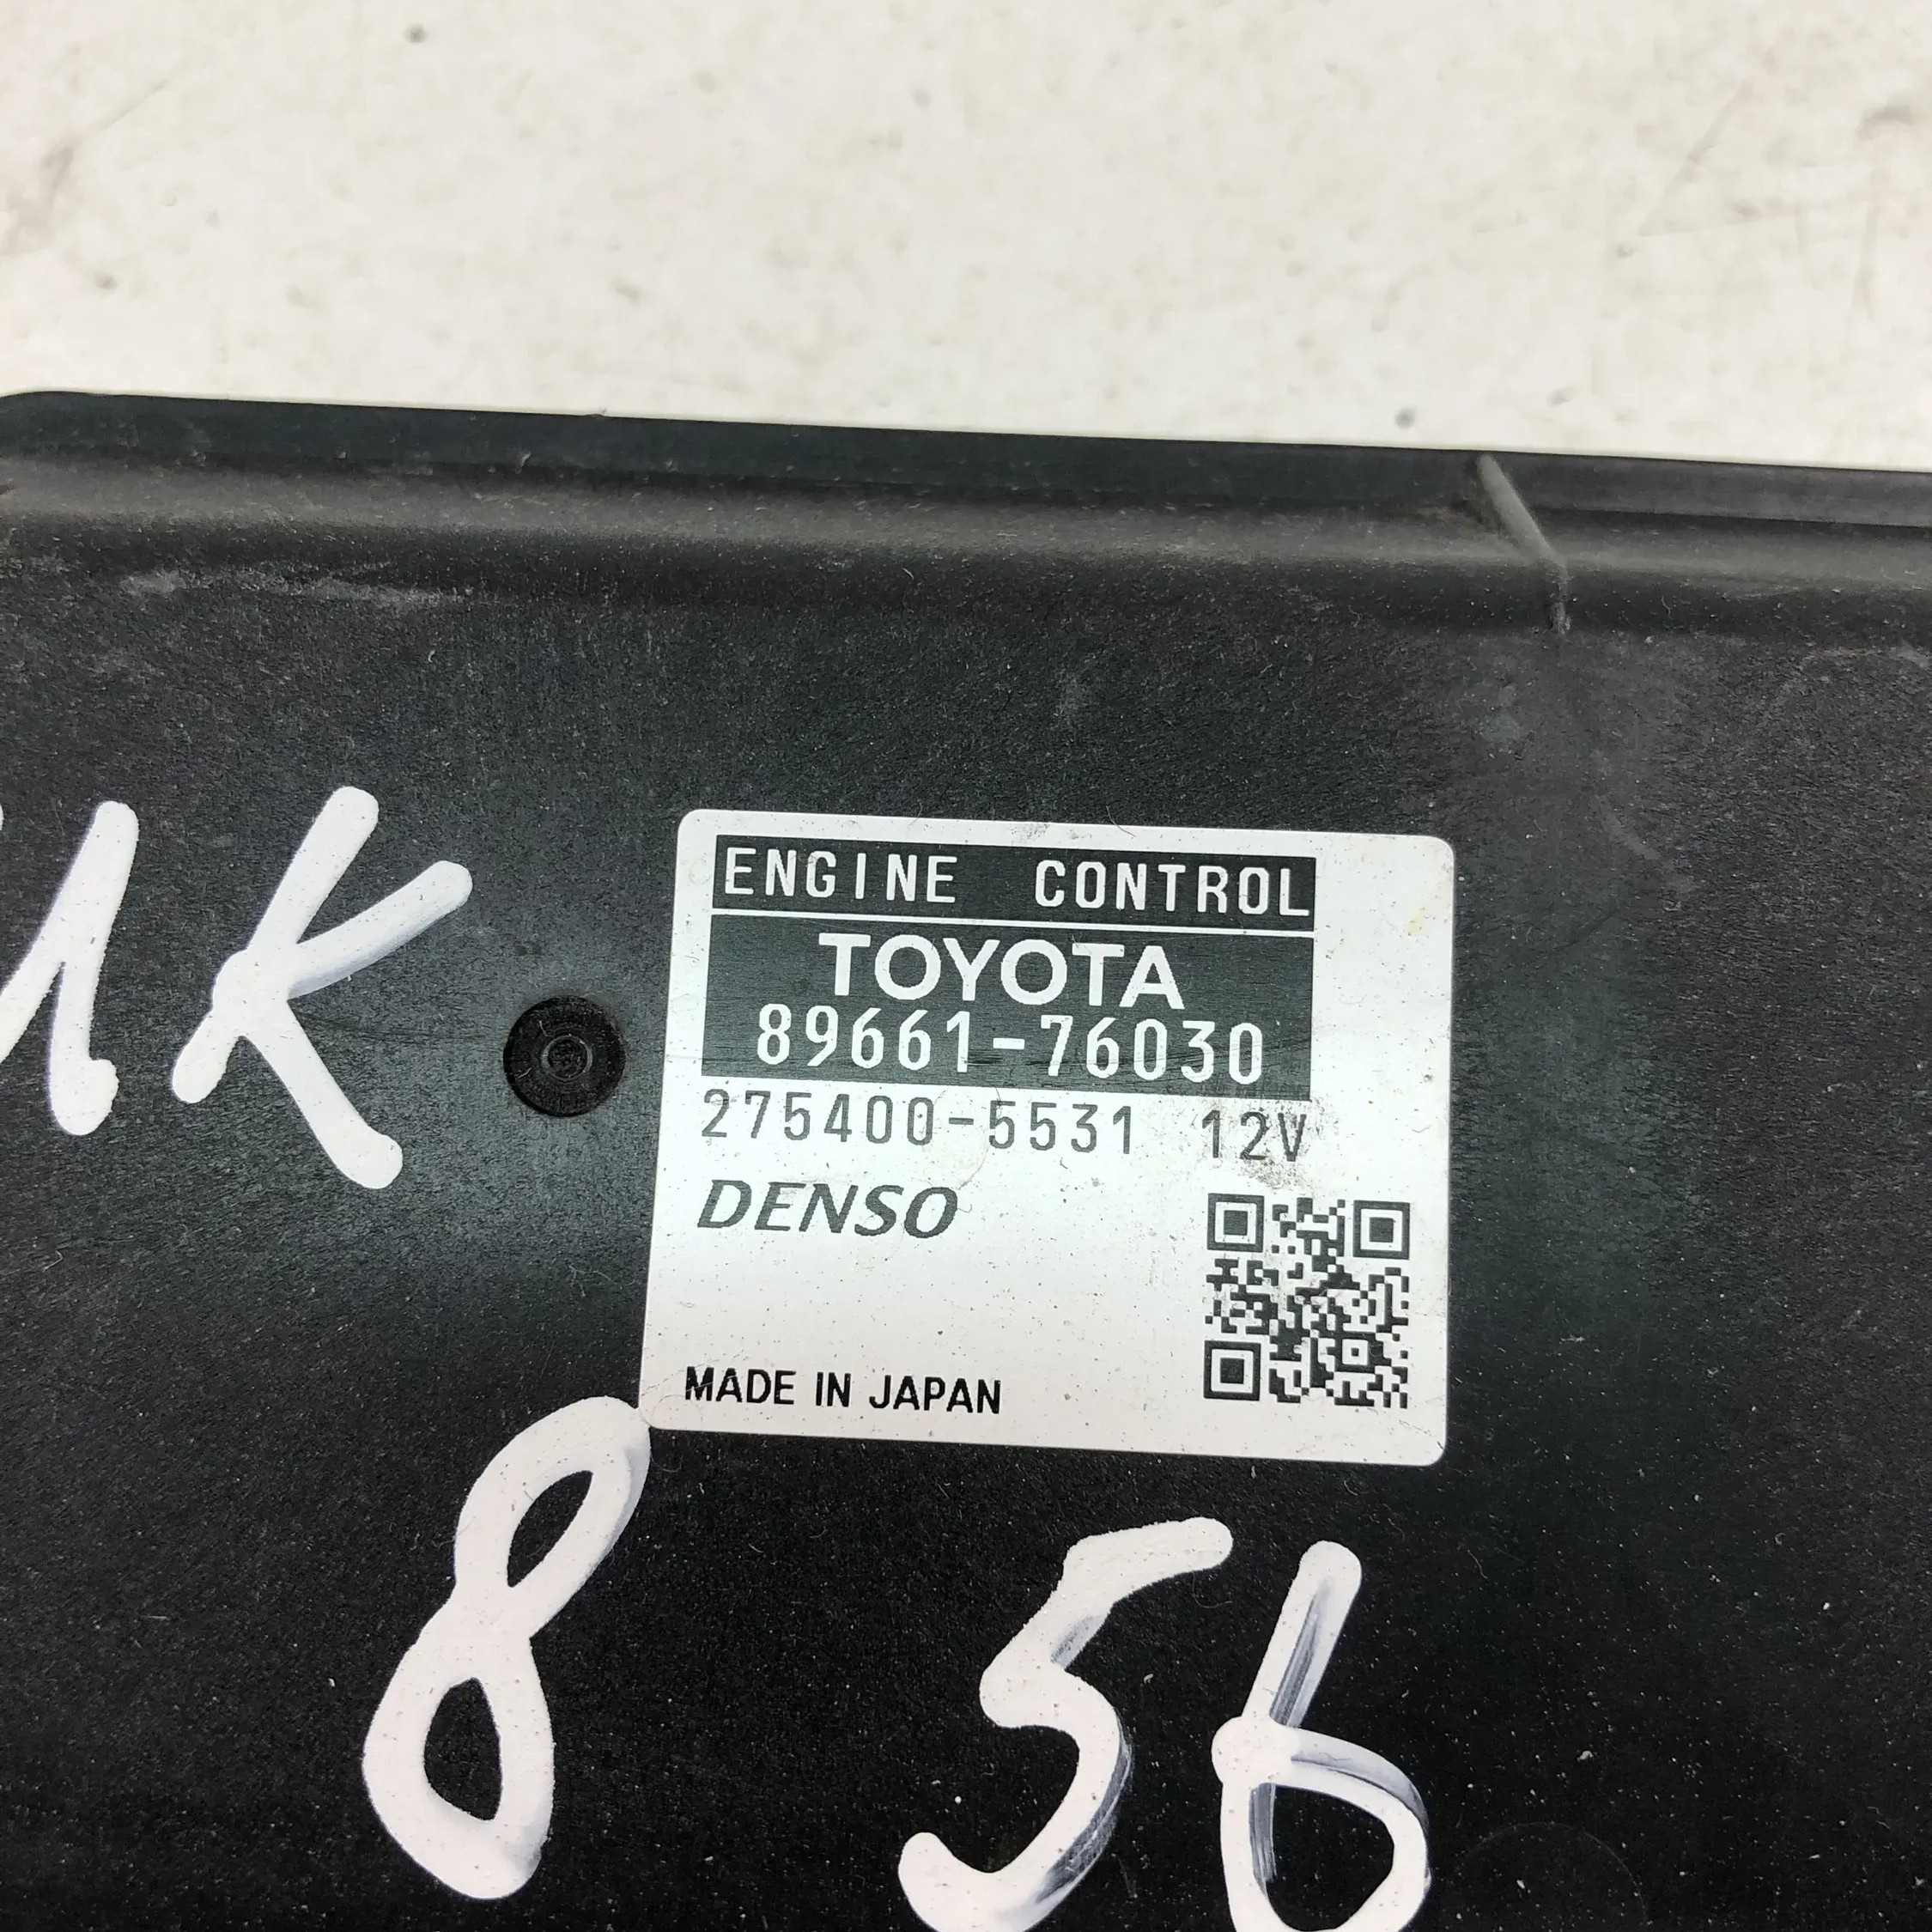 ENGINE CONTROL
TOYOTA
89661-76030
275400-5531 12V
DENSO
MADE IN JAPAN
8 56